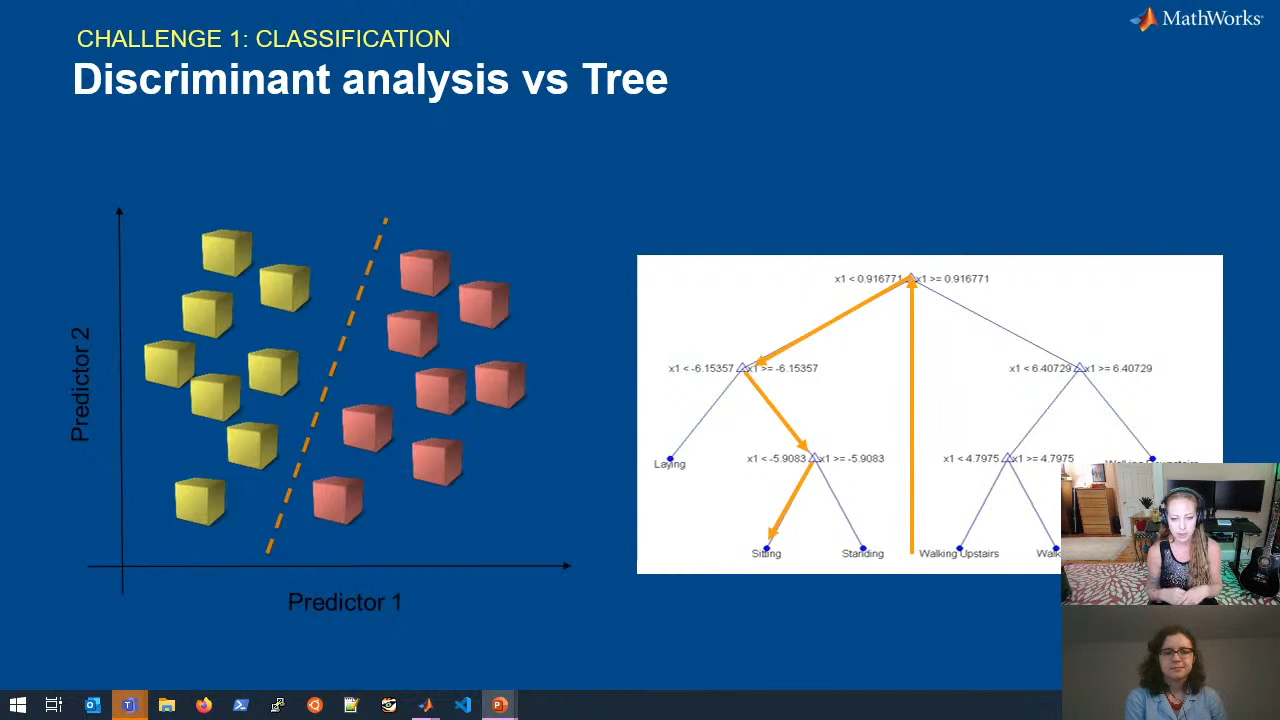 MathWorks
CHALLENGE 1: CLASSIFICATION
Discriminant analysis vs Tree
Predictor 2
Predictor 1
x1 < 0.916771 x1 >= 0.916771
x1 < -6.15357 x1 >= -6.15357
x1 < 6.40729 x1 >= 6.40729
Laying
x1 < -5.9083 x1 >= -5.9083
x1 < 4.7975 x1 >= 4.7975
Sitting
Standing
Walking Upstairs